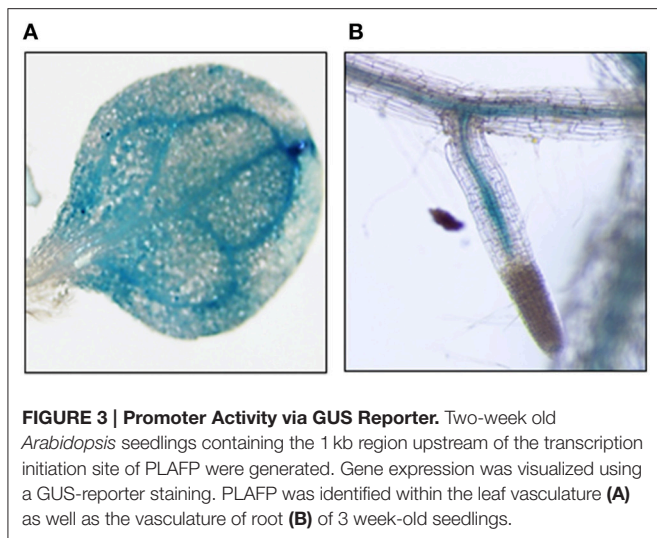 A
B
FIGURE 3 | Promoter Activity via GUS Reporter. Two-week old
Arabidopsis seedlings containing the 1 kb region upstream of the transcription
initiation site of PLAFP were generated. Gene expression was visualized using
a GUS-reporter staining. PLAFP was identified within the leaf vasculature (A)
as well as the vasculature of root (B) of 3 week-old seedlings.